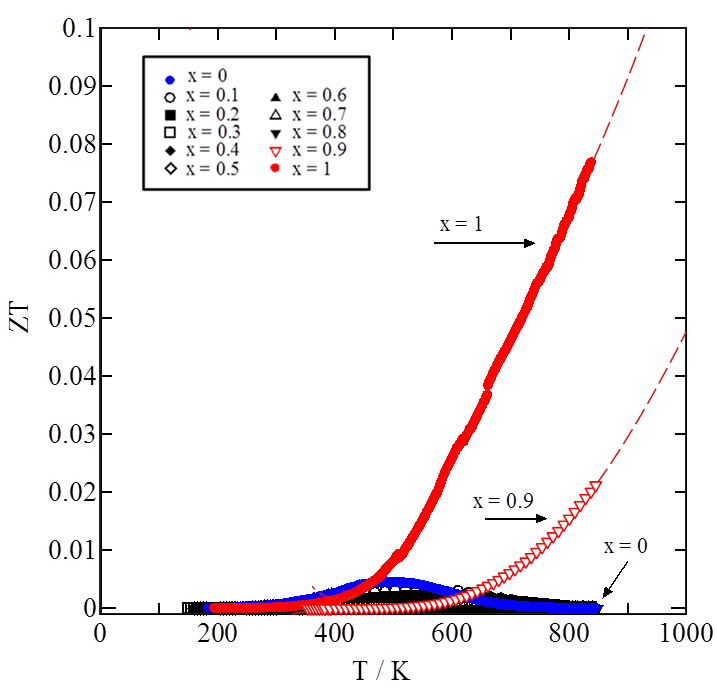 0.1
0.09
0.08
0.07
0.06
0.05
0.04
0.03
0.02
0.01
0
ZT
x = 0
x = 0.1
x = 0.2
x = 0.3
x = 0.4
x = 0.5
x = 0.6
x = 0.7
x = 0.8
x = 0.9
x = 1
x = 1
x = 0.9
x = 0
0 200 400 600 800 1000
T / K